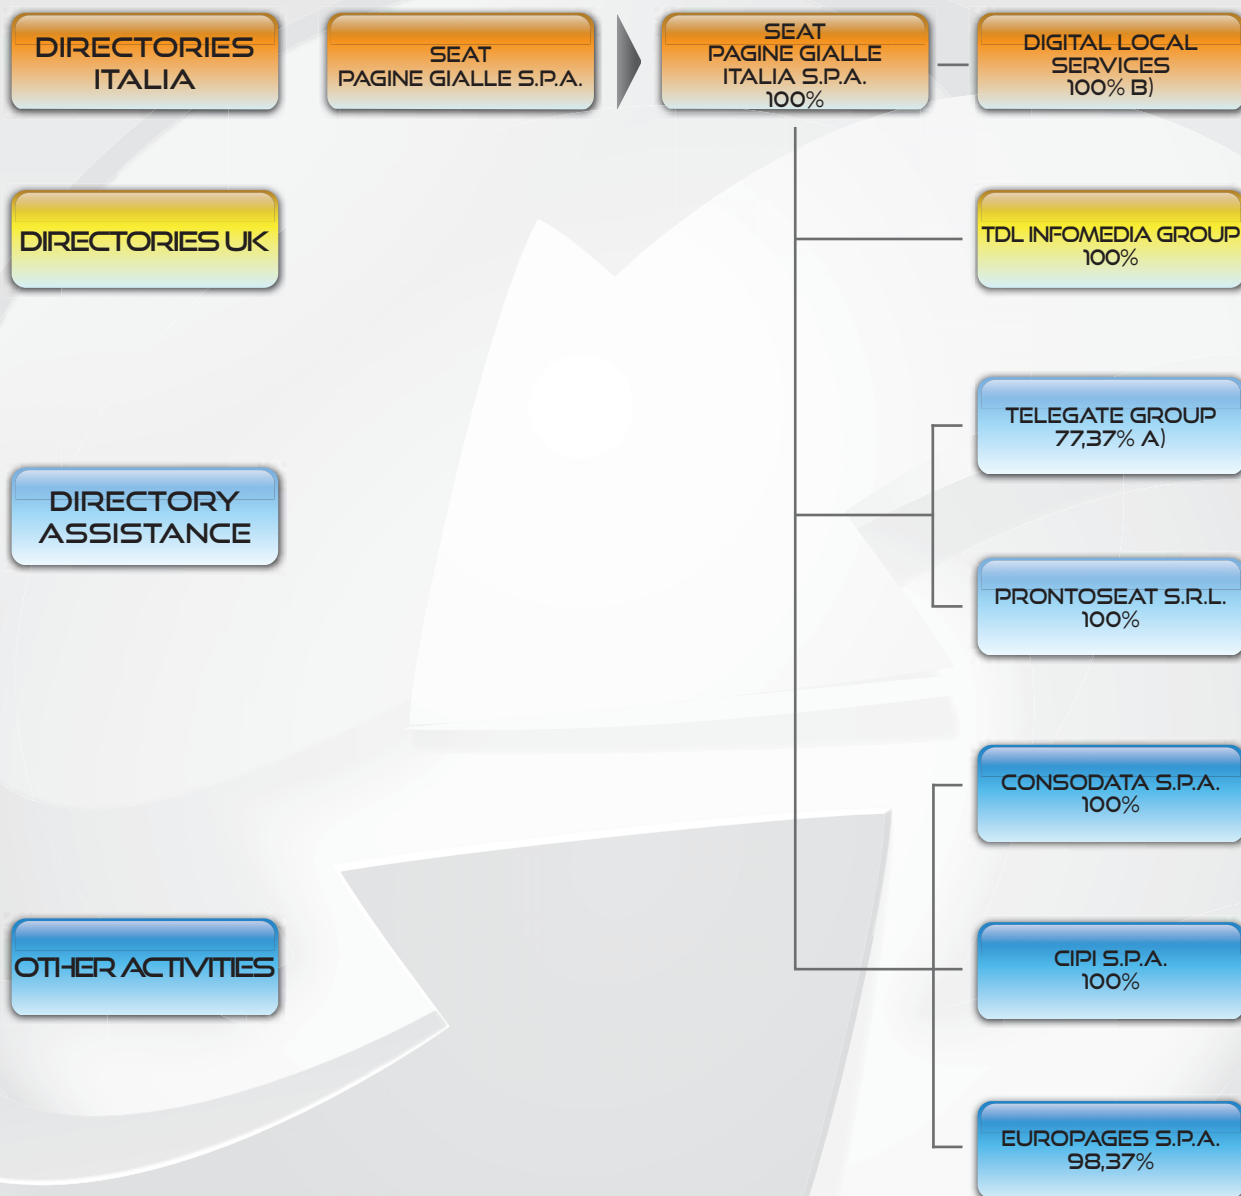 DIRECTORIES
ITALIA
SEAT
PAGINE GIALLE S.P.A.
SEAT
PAGINE GIALLE
ITALIA S.P.A.
100%
DIGITAL LOCAL
SERVICES
100% B)
DIRECTORIES UK
TDL INFOMEDIA GROUP
100%
DIRECTORY
ASSISTANCE
TELEGATE GROUP
77,37% A)
PRONTOSEAT S.R.L.
100%
OTHER ACTIVITIES
CONSODATA S.P.A.
100%
CIPI S.P.A.
100%
EUROPAGES S.P.A.
98,37%